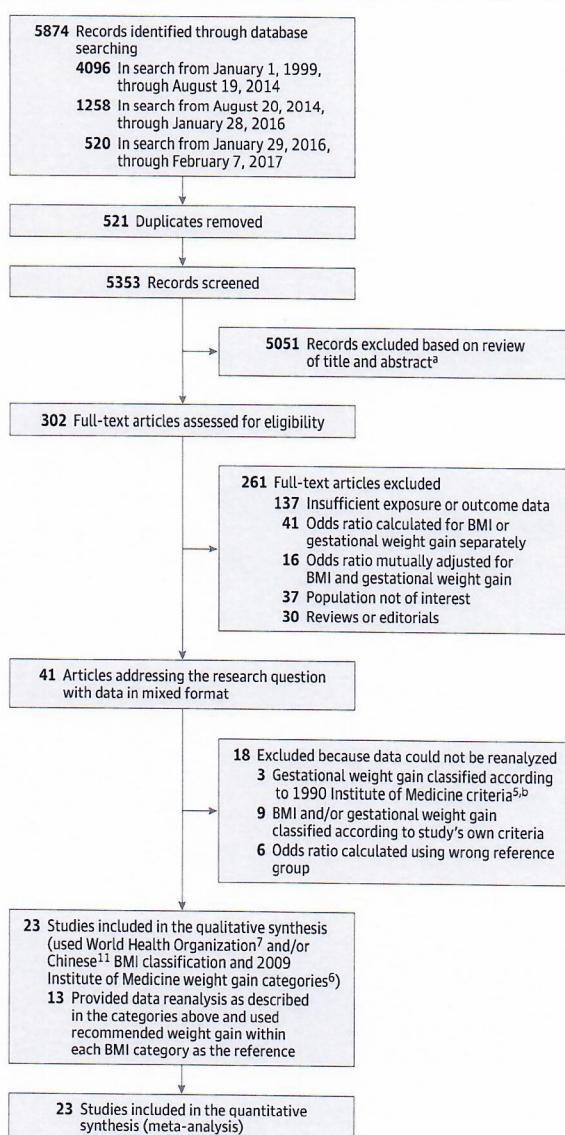 5874 Records identified through database
searching
4096 In search from January 1, 1999,
through August 19, 2014
1258 In search from August 20, 2014,
through January 28, 2016
520 In search from January 29, 2016,
through February 7, 2017
521 Duplicates removed
5353 Records screened
5051 Records excluded based on review
of title and abstractᵃ
302 Full-text articles assessed for eligibility
261 Full-text articles excluded
137 Insufficient exposure or outcome data
41 Odds ratio calculated for BMI or
gestational weight gain separately
16 Odds ratio mutually adjusted for
BMI and gestational weight gain
37 Population not of interest
30 Reviews or editorials
41 Articles addressing the research question
with data in mixed format
18 Excluded because data could not be reanalyzed
3 Gestational weight gain classified according
to 1990 Institute of Medicine criteria⁵,ᵇ
9 BMI and/or gestational weight gain
classified according to study's own criteria
6 Odds ratio calculated using wrong reference
group
23 Studies included in the qualitative synthesis
(used World Health Organization⁷ and/or
Chinese¹¹ BMI classification and 2009
Institute of Medicine weight gain categories⁶)
13 Provided data reanalysis as described
in the categories above and used
recommended weight gain within
each BMI category as the reference
23 Studies included in the quantitative
synthesis (meta-analysis)